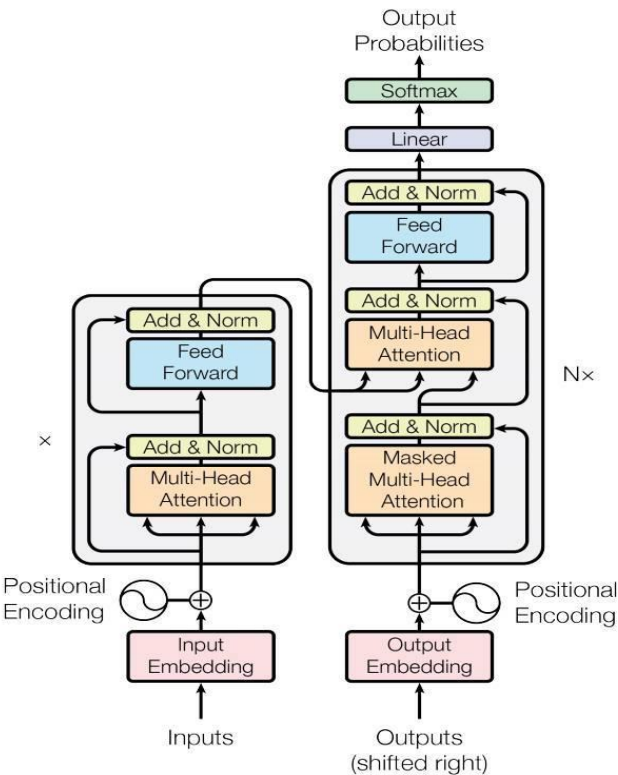 Output
Probabilities
Softmax
Linear
Add & Norm
Feed
Forward
Add & Norm
Multi-Head
Attention
Nx
Add & Norm
Masked
Multi-Head
Attention
Add & Norm
Feed
Forward
x
Add & Norm
Multi-Head
Attention
Positional
Encoding
Positional
Encoding
Input
Embedding
Output
Embedding
Inputs
Outputs
(shifted right)